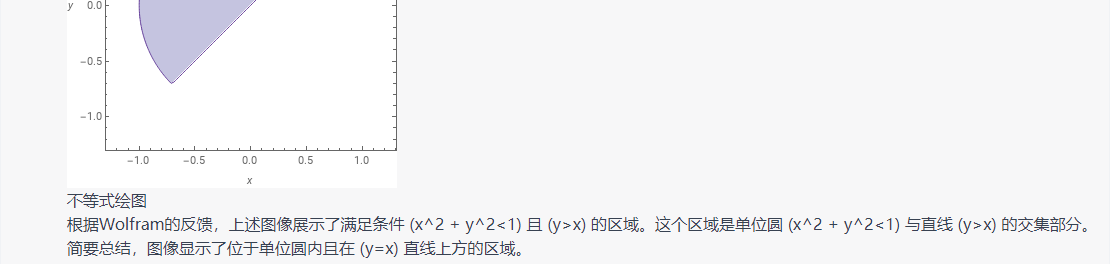 y 0.0
-0.5
-1.0
-1.0 -0.5 0.0 0.5 1.0
x
不等式绘图
根据Wolfram的反馈，上述图像展示了满足条件 (x^2 + y^2<1) 且 (y>x) 的区域。这个区域是单位圆 (x^2 + y^2<1) 与直线 (y>x) 的交集部分。
简要总结，图像显示了位于单位圆内且在 (y=x) 直线上方的区域。